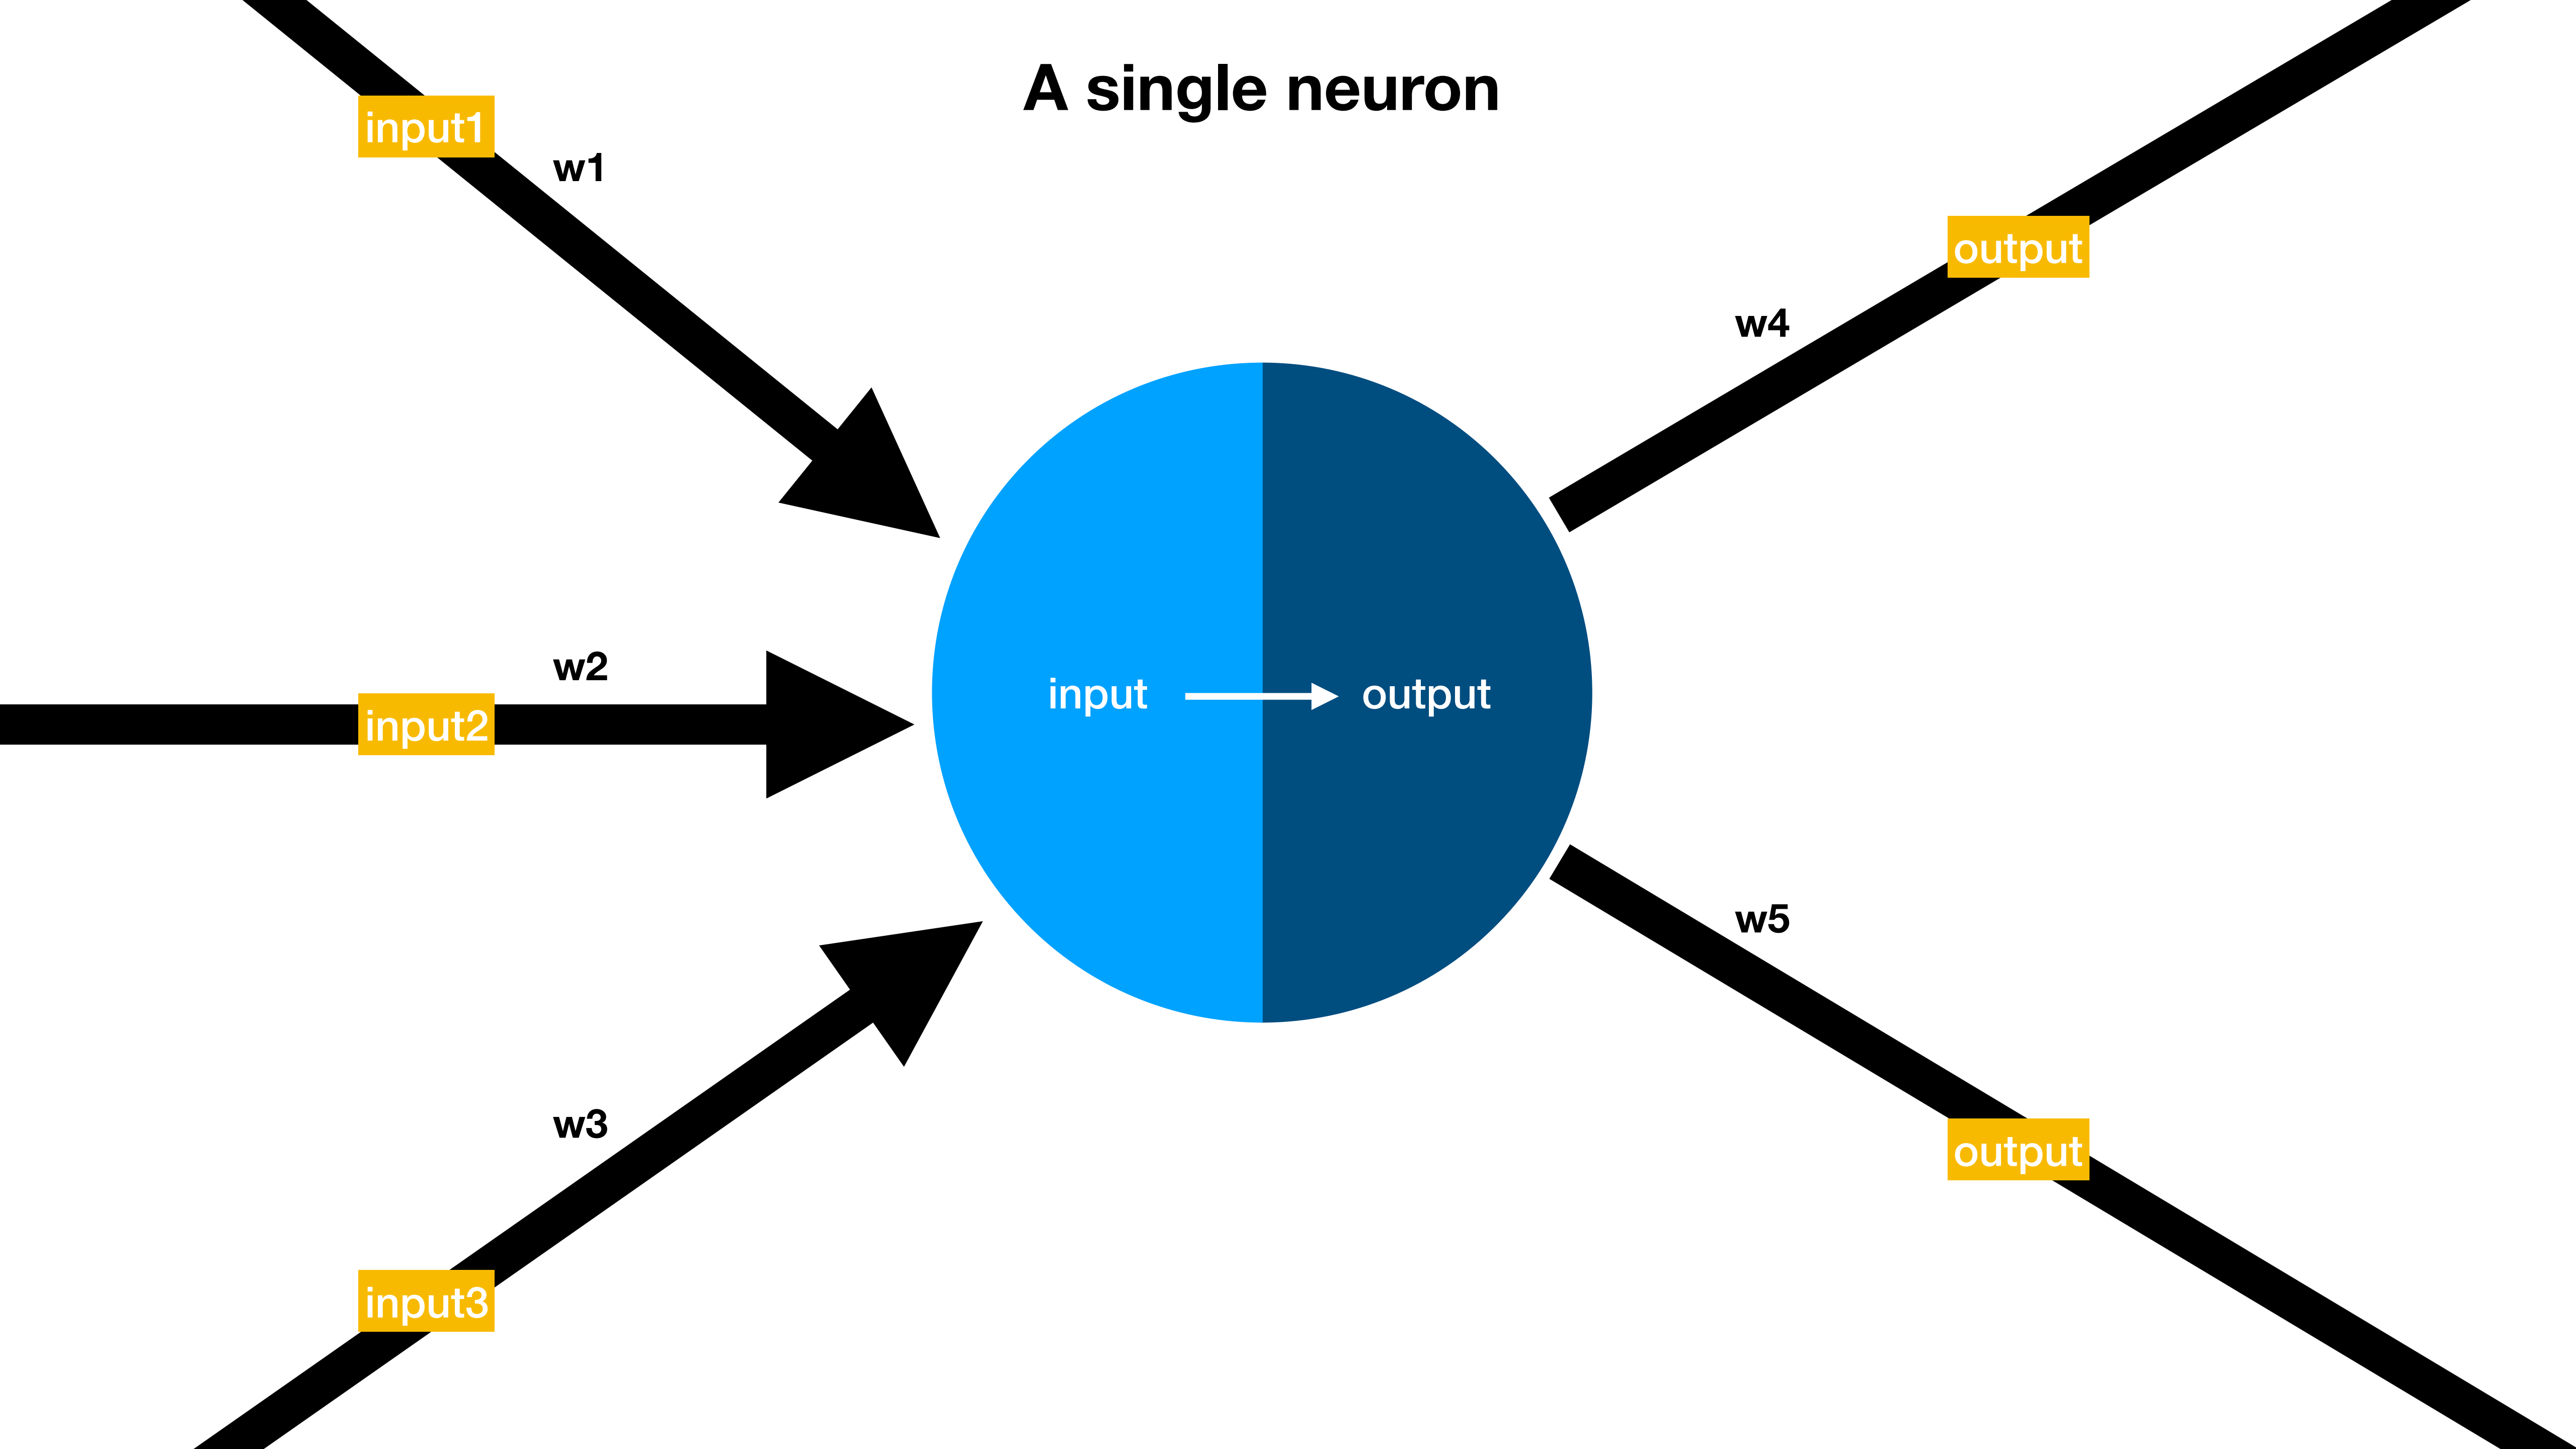 A single neuron
input1
w1
output
w4
w2
input2
input
output
w5
w3
output
input3